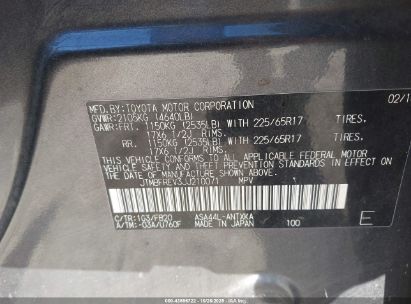 MFD.BY:TOYOTA MOTOR CORPORATION 02/1
GVWR:2105KG (4640LB)
GAWR:FRT. 1150KG (2535LB) WITH 225/65R17 TIRES.
17X6 1/2J RIMS.
RR. 1150KG (2535LB) WITH 225/65R17 TIRES.
17X6 1/2J RIMS.
THIS VEHICLE CONFORMS TO ALL APPLICABLE FEDERAL MOTOR
VEHICLE SAFETY, BUMPER, AND THEFT PREVENTION STANDARDS IN
EFFECT ON THE DATE OF MANUFACTURE SHOWN ABOVE.
MPV
C/TR:1G3/FB20 ASA44L-ANTXKA
A/TM:-03A/U760F MADE IN JAPAN 100 E